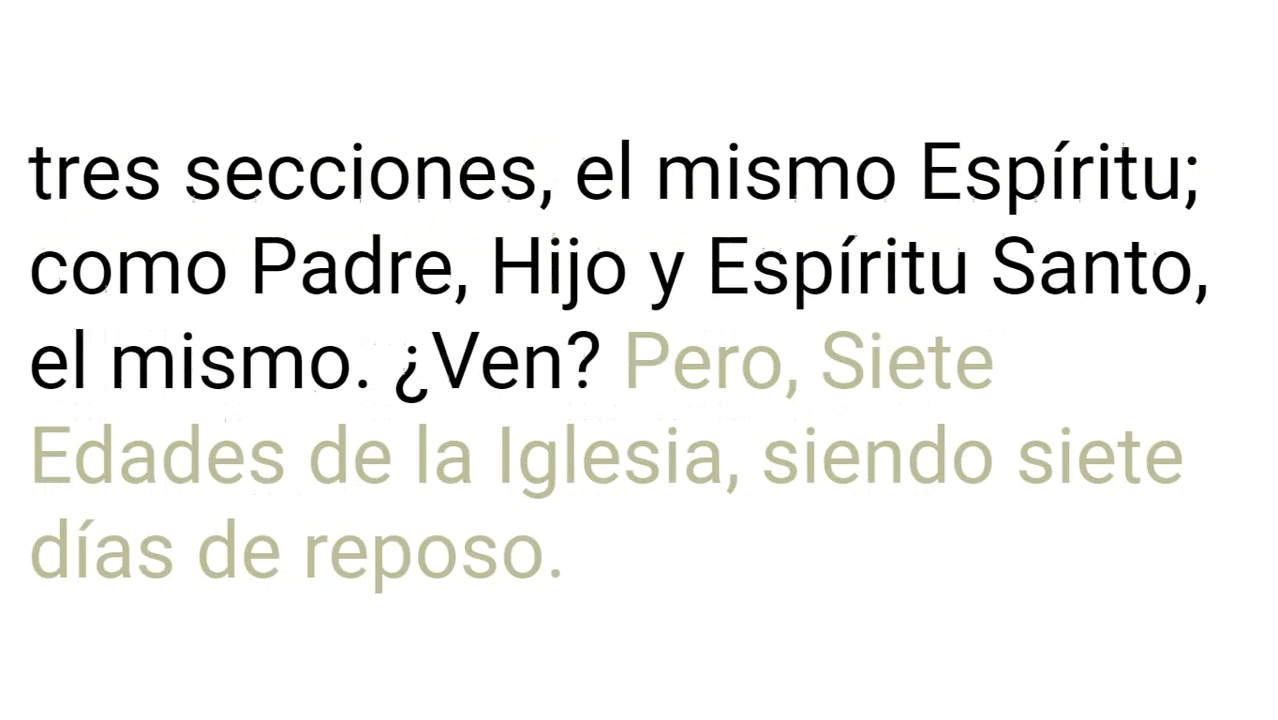 tres secciones, el mismo Espíritu;
como Padre, Hijo y Espíritu Santo,
el mismo. ¿Ven? Pero, Siete
Edades de la Iglesia, siendo siete
días de reposo.